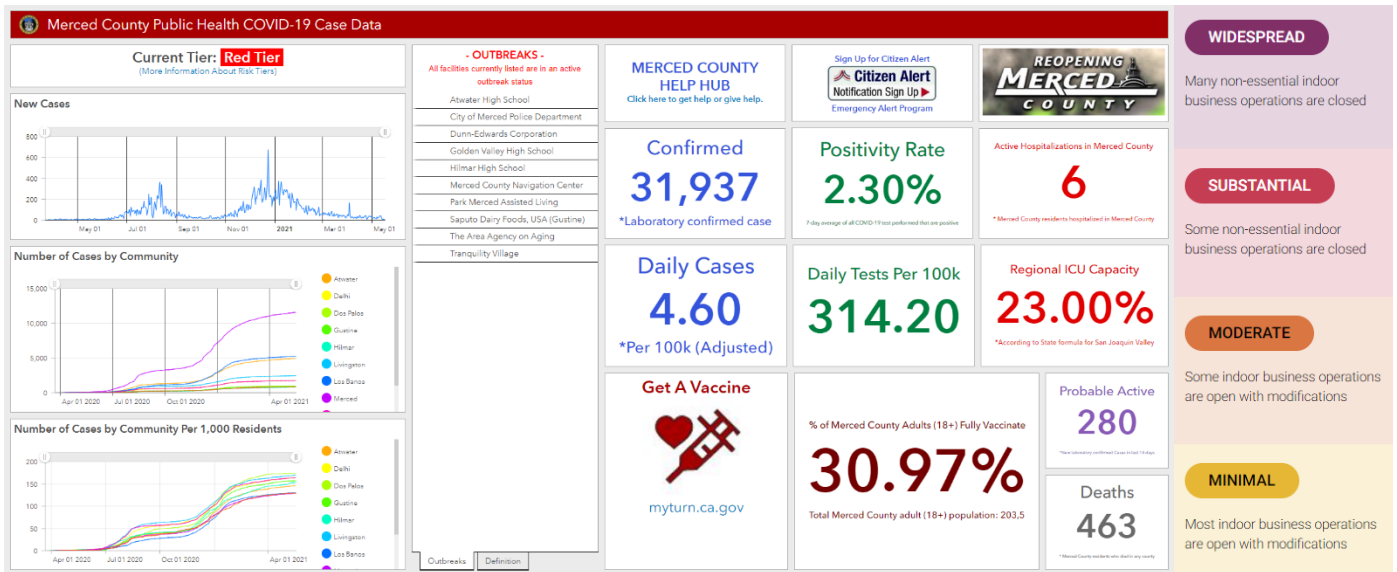 Merced County Public Health COVID-19 Case Data
Current Tier: Red Tier
(More Information About Risk Tiers)
New Cases
800
600
400
200
0
May 01
Jul 01
Sep 01
Nov 01
2021
Mar 01
May 01
Number of Cases by Community
15,000
10,000
5,000
0
Apr 01 2020
Jul 01 2020
Oct 01 2020
Apr 01 2021
Atwater
Delhi
Dos Palos
Gustine
Hilmar
Livingston
Los Banos
Merced
Number of Cases by Community Per 1,000 Residents
200
150
100
50
0
Apr 01 2020
Jul 01 2020
Oct 01 2020
Apr 01 2021
Atwater
Delhi
Dos Palos
Gustine
Hilmar
Livingston
Los Banos
- OUTBREAKS -
All facilities currently listed are in an active
outbreak status
Atwater High School
City of Merced Police Department
Dunn-Edwards Corporation
Golden Valley High School
Hilmar High School
Merced County Navigation Center
Park Merced Assisted Living
Saputo Dairy Foods, USA (Gustine)
The Area Agency on Aging
Tranquility Village
Outbreaks
Definition
MERCED COUNTY
HELP HUB
Click here to get help or give help.
Sign Up for Citizen Alert
Citizen Alert
Notification Sign Up
Emergency Alert Program
REOPENING
MERCED
COUNTY
Confirmed
31,937
*Laboratory confirmed case
Positivity Rate
2.30%
7-day average of all COVID-19 test performed that are positive
Active Hospitalizations in Merced County
6
* Merced County residents hospitalized in Merced County
Daily Cases
4.60
*Per 100k (Adjusted)
Daily Tests Per 100k
314.20
Regional ICU Capacity
23.00%
*According to State formula for San Joaquin Valley
Get A Vaccine
myturn.ca.gov
% of Merced County Adults (18+) Fully Vaccinate
30.97%
Total Merced County adult (18+) population: 203,5
Probable Active
280
*New laboratory confirmed Cases in last 14 days
Deaths
463
*Merced County residents who died in any county
WIDESPREAD
Many non-essential indoor
business operations are closed
SUBSTANTIAL
Some non-essential indoor
business operations are closed
MODERATE
Some indoor business operations
are open with modifications
MINIMAL
Most indoor business operations
are open with modifications